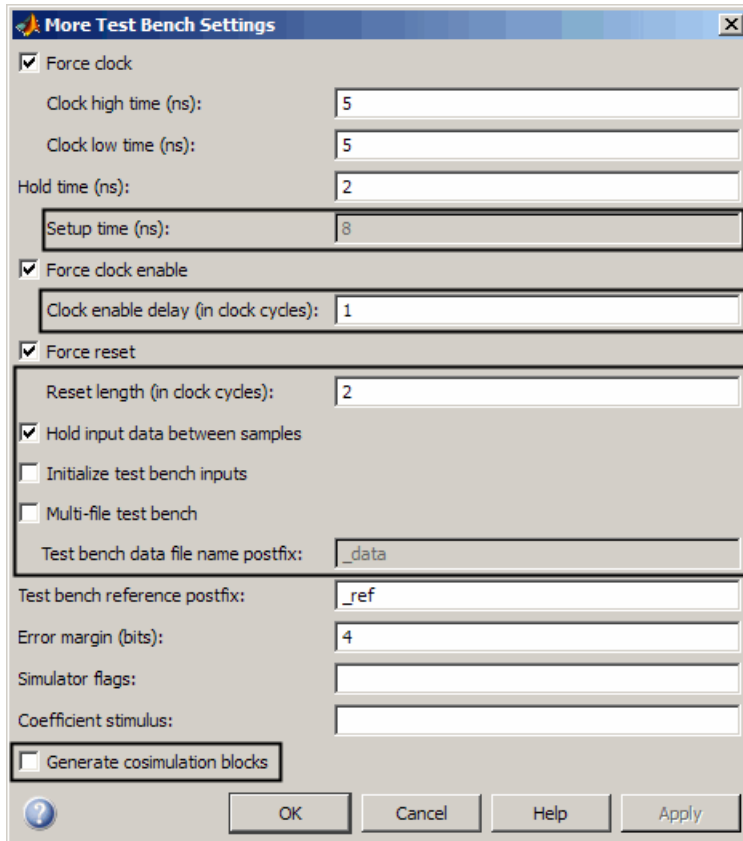 More Test Bench Settings
Force clock
Clock high time (ns): 5
Clock low time (ns): 5
Hold time (ns): 2
Setup time (ns): 8
Force clock enable
Clock enable delay (in clock cycles): 1
Force reset
Reset length (in clock cycles): 2
Hold input data between samples
Initialize test bench inputs
Multi-file test bench
Test bench data file name postfix: _data
Test bench reference postfix: _ref
Error margin (bits): 4
Simulator flags:
Coefficient stimulus:
Generate cosimulation blocks
? OK Cancel Help Apply